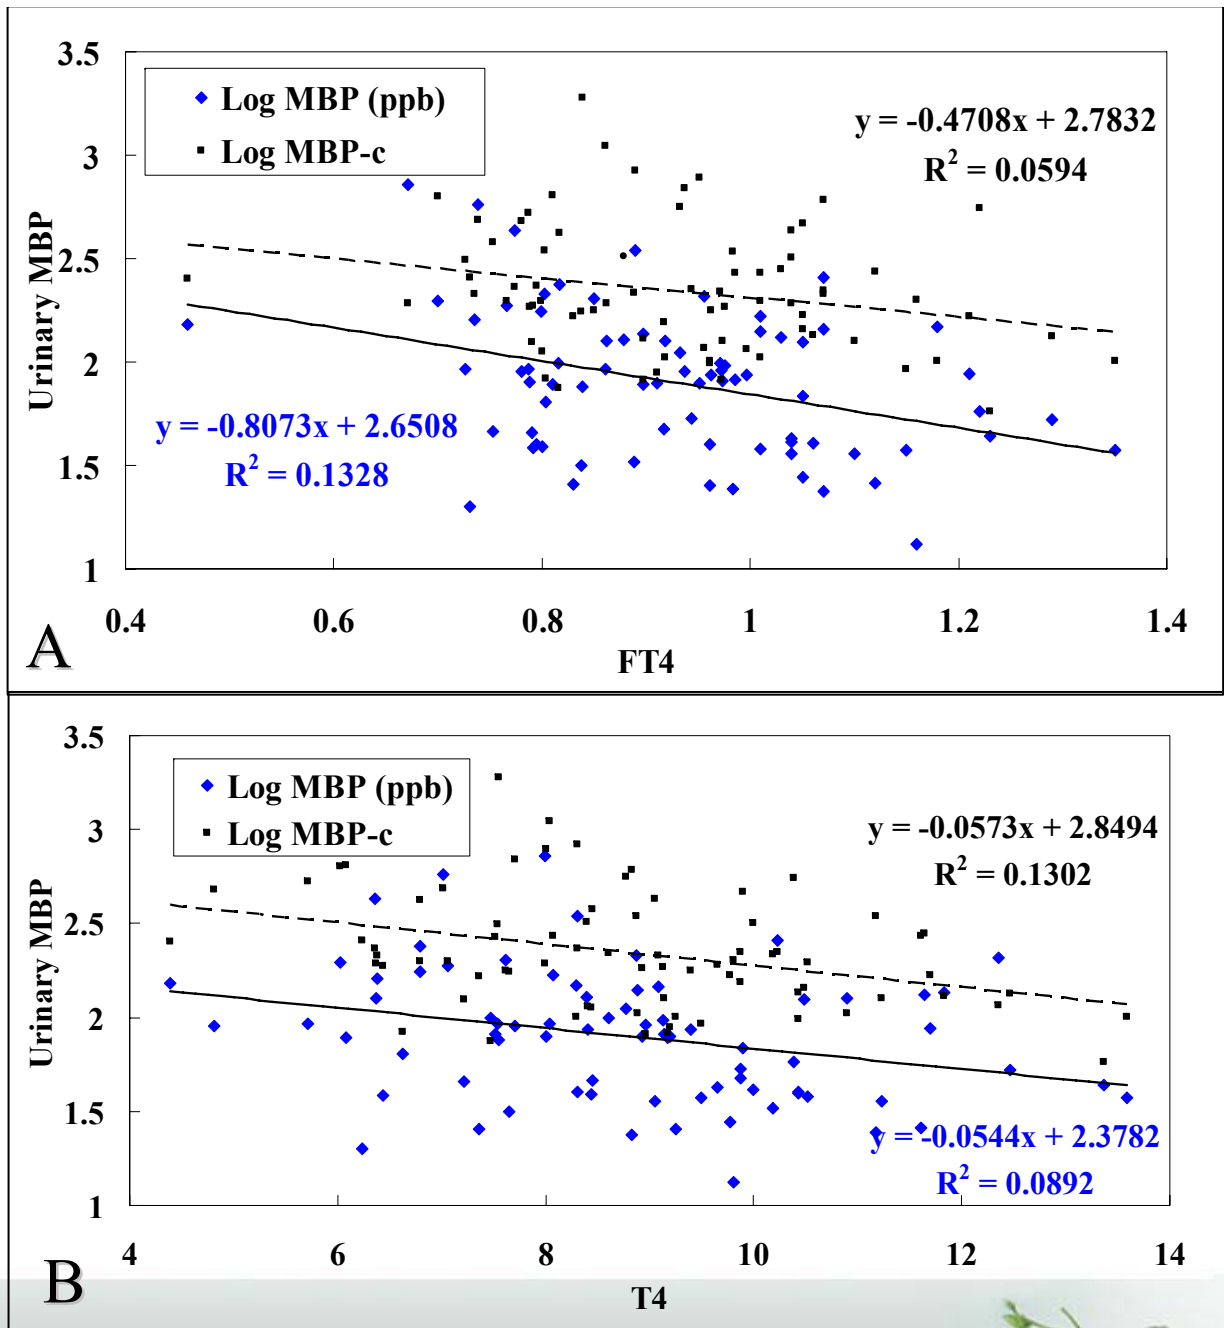 3.5
Log MBP (ppb)
Log MBP-c
y = -0.4708x + 2.7832
R² = 0.0594
3
2.5
2
1.5
1
Urinary MBP
y = -0.8073x + 2.6508
R² = 0.1328
0.4 0.6 0.8 1 1.2 1.4
FT4
A
3.5
Log MBP (ppb)
Log MBP-c
y = -0.0573x + 2.8494
R² = 0.1302
3
2.5
2
1.5
1
Urinary MBP
y = -0.0544x + 2.3782
R² = 0.0892
4 6 8 10 12 14
T4
B